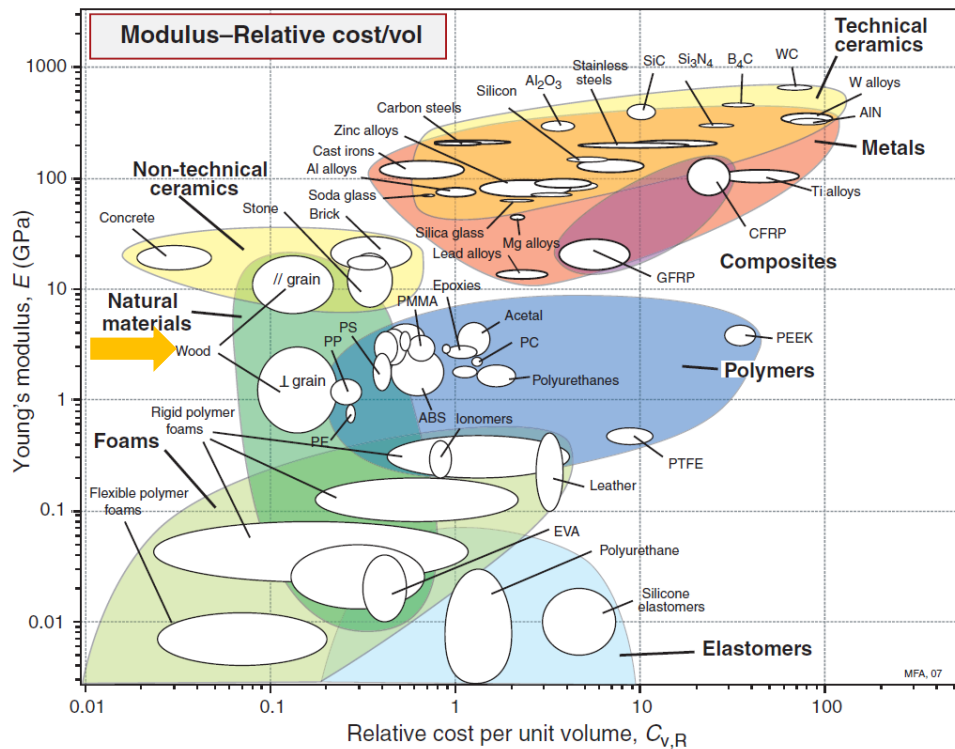 Modulus–Relative cost/vol
Technical
ceramics
1000
100
10
1
0.1
0.01
Young's modulus, E (GPa)
WC
B₄C
Si₃N₄
SiC
Stainless
steels
Al₂O₃
Silicon
W alloys
AlN
Carbon steels
Zinc alloys
Metals
Cast irons
Al alloys
Non-technical
ceramics
Soda glass
Ti alloys
Stone
Brick
Concrete
Silica glass
Mg alloys
CFRP
Lead alloys
Composites
GFRP
// grain
Epoxies
Natural
materials
PMMA
Acetal
PS
PP
PC
PEEK
Wood
Polymers
⊥ grain
Polyurethanes
ABS
Ionomers
Rigid polymer
foams
PE
Foams
PTFE
Leather
Flexible polymer
foams
EVA
Polyurethane
Silicone
elastomers
Elastomers
MFA, 07
0.01
0.1
1
10
100
Relative cost per unit volume, Cv,R